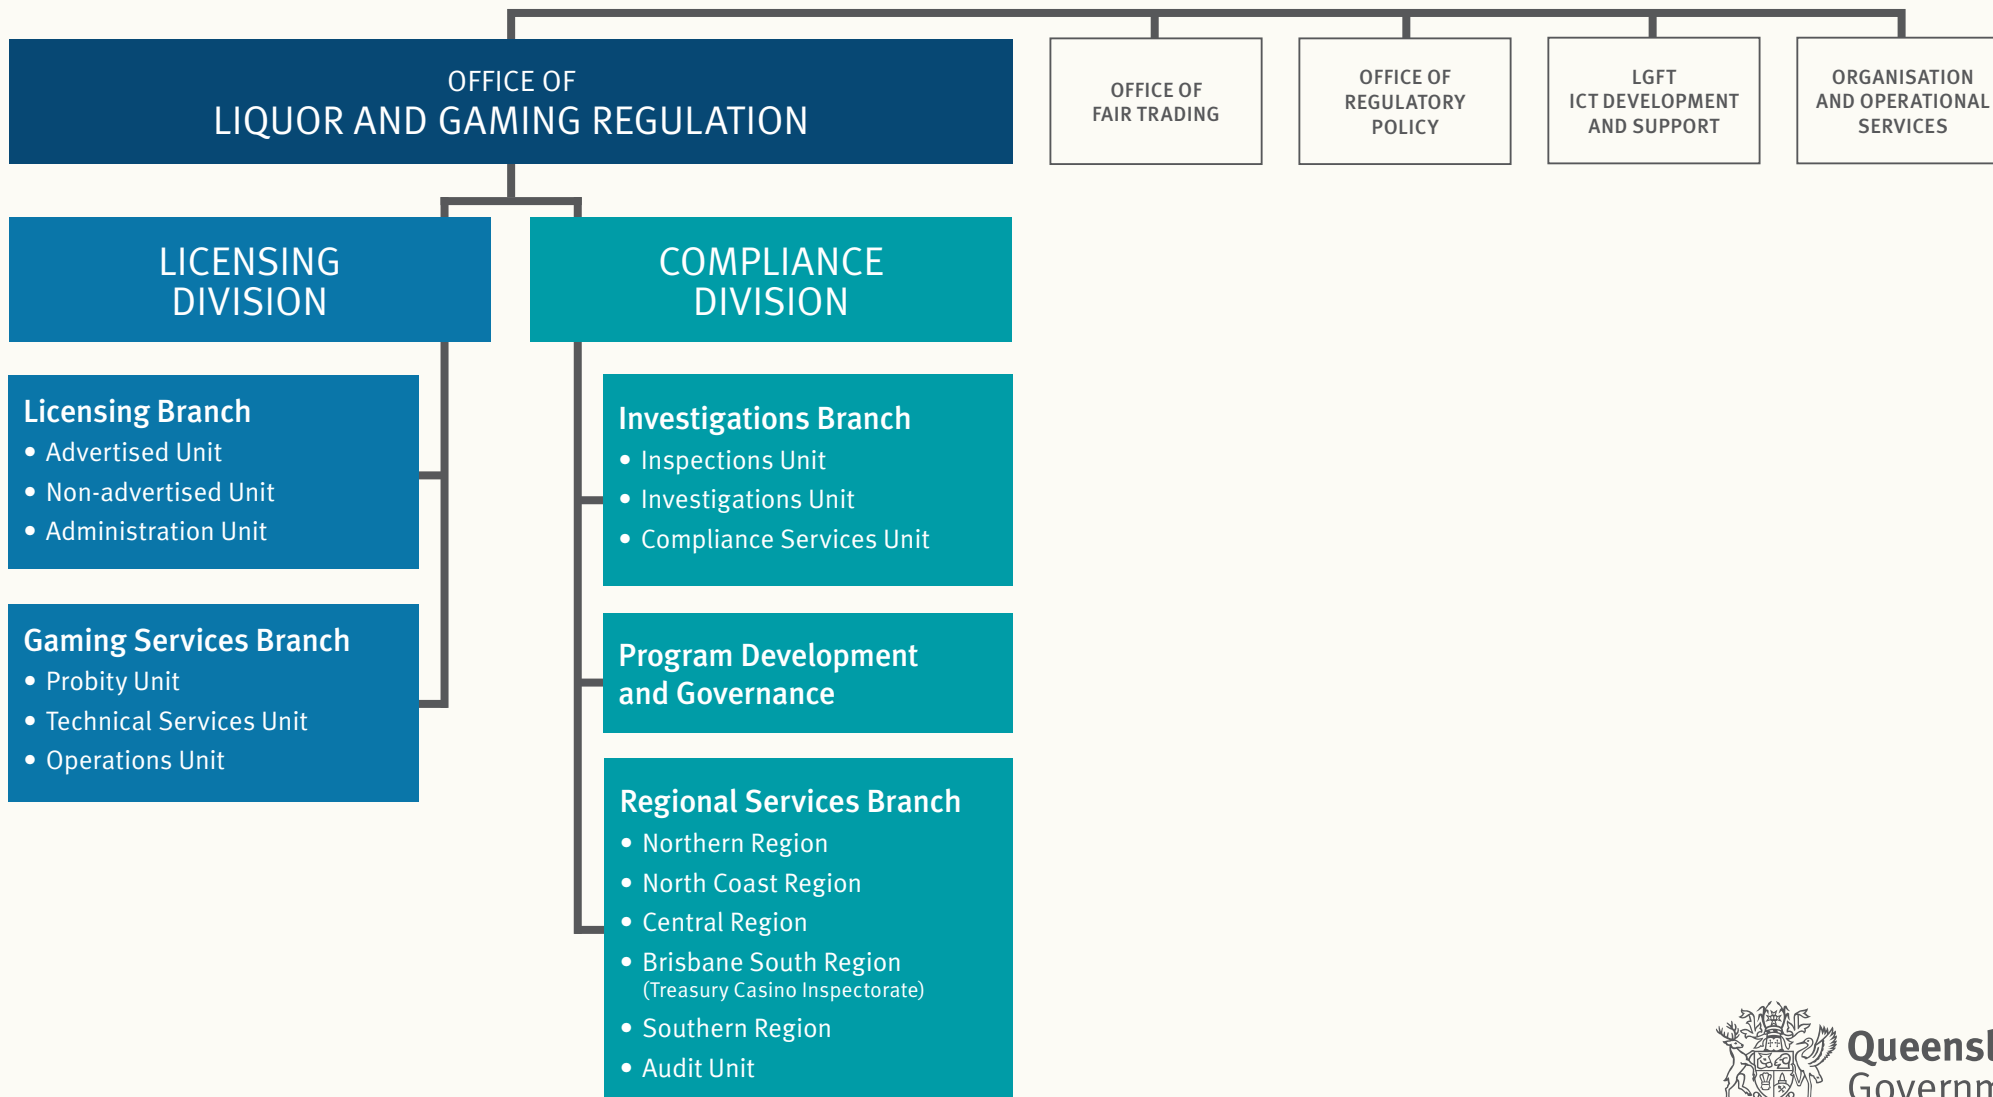 OFFICE OF
LIQUOR AND GAMING REGULATION
OFFICE OF
FAIR TRADING
OFFICE OF
REGULATORY
POLICY
LGFT
ICT DEVELOPMENT
AND SUPPORT
ORGANISATION
AND OPERATIONAL
SERVICES
LICENSING
DIVISION
COMPLIANCE
DIVISION
Licensing Branch
• Advertised Unit
• Non-advertised Unit
• Administration Unit
Gaming Services Branch
• Probity Unit
• Technical Services Unit
• Operations Unit
Investigations Branch
• Inspections Unit
• Investigations Unit
• Compliance Services Unit
Program Development
and Governance
Regional Services Branch
• Northern Region
• North Coast Region
• Central Region
• Brisbane South Region
(Treasury Casino Inspectorate)
• Southern Region
• Audit Unit